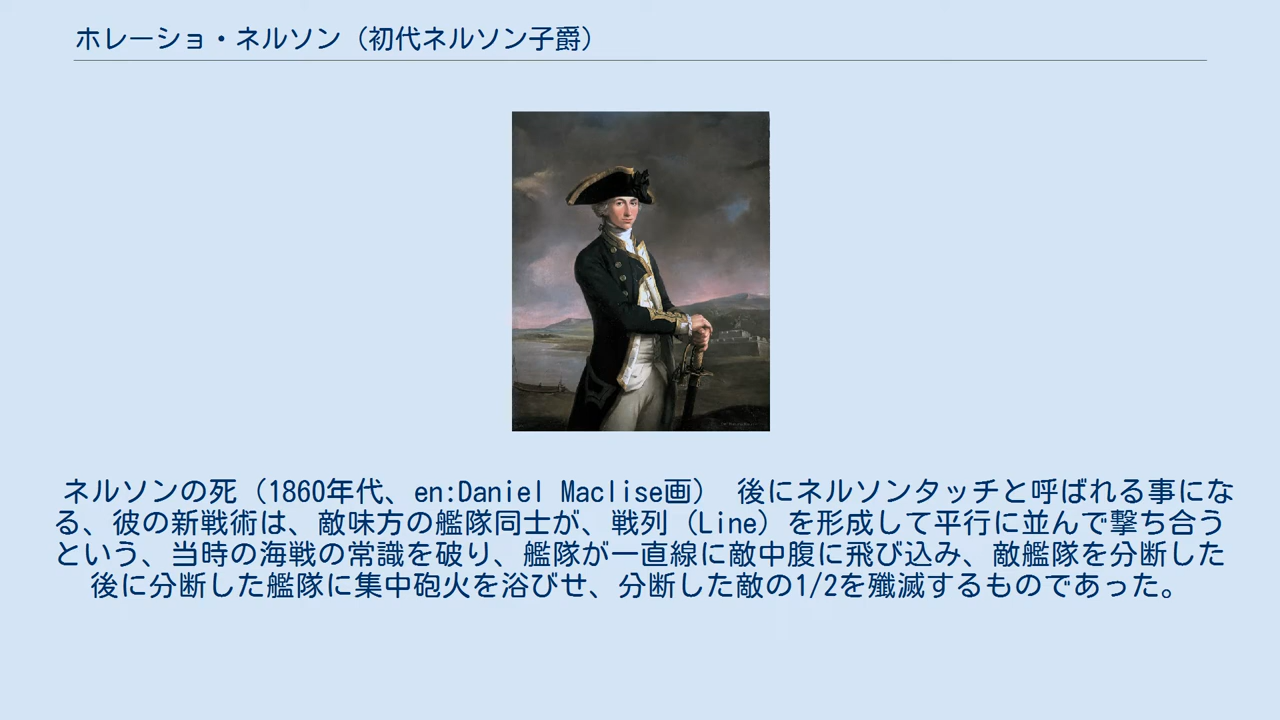 ホレーショ・ネルソン（初代ネルソン子爵）
ネルソンの死（1860年代、en:Daniel Maclise画） 後にネルソンタッチと呼ばれる事にな
る、彼の新戦術は、敵味方の艦隊同士が、戦列（Line）を形成して平行に並んで撃ち合う
という、当時の海戦の常識を破り、艦隊が一直線に敵中腹に飛び込み、敵艦隊を分断した
後に分断した艦隊に集中砲火を浴びせ、分断した敵の1/2を殲滅するものであった。